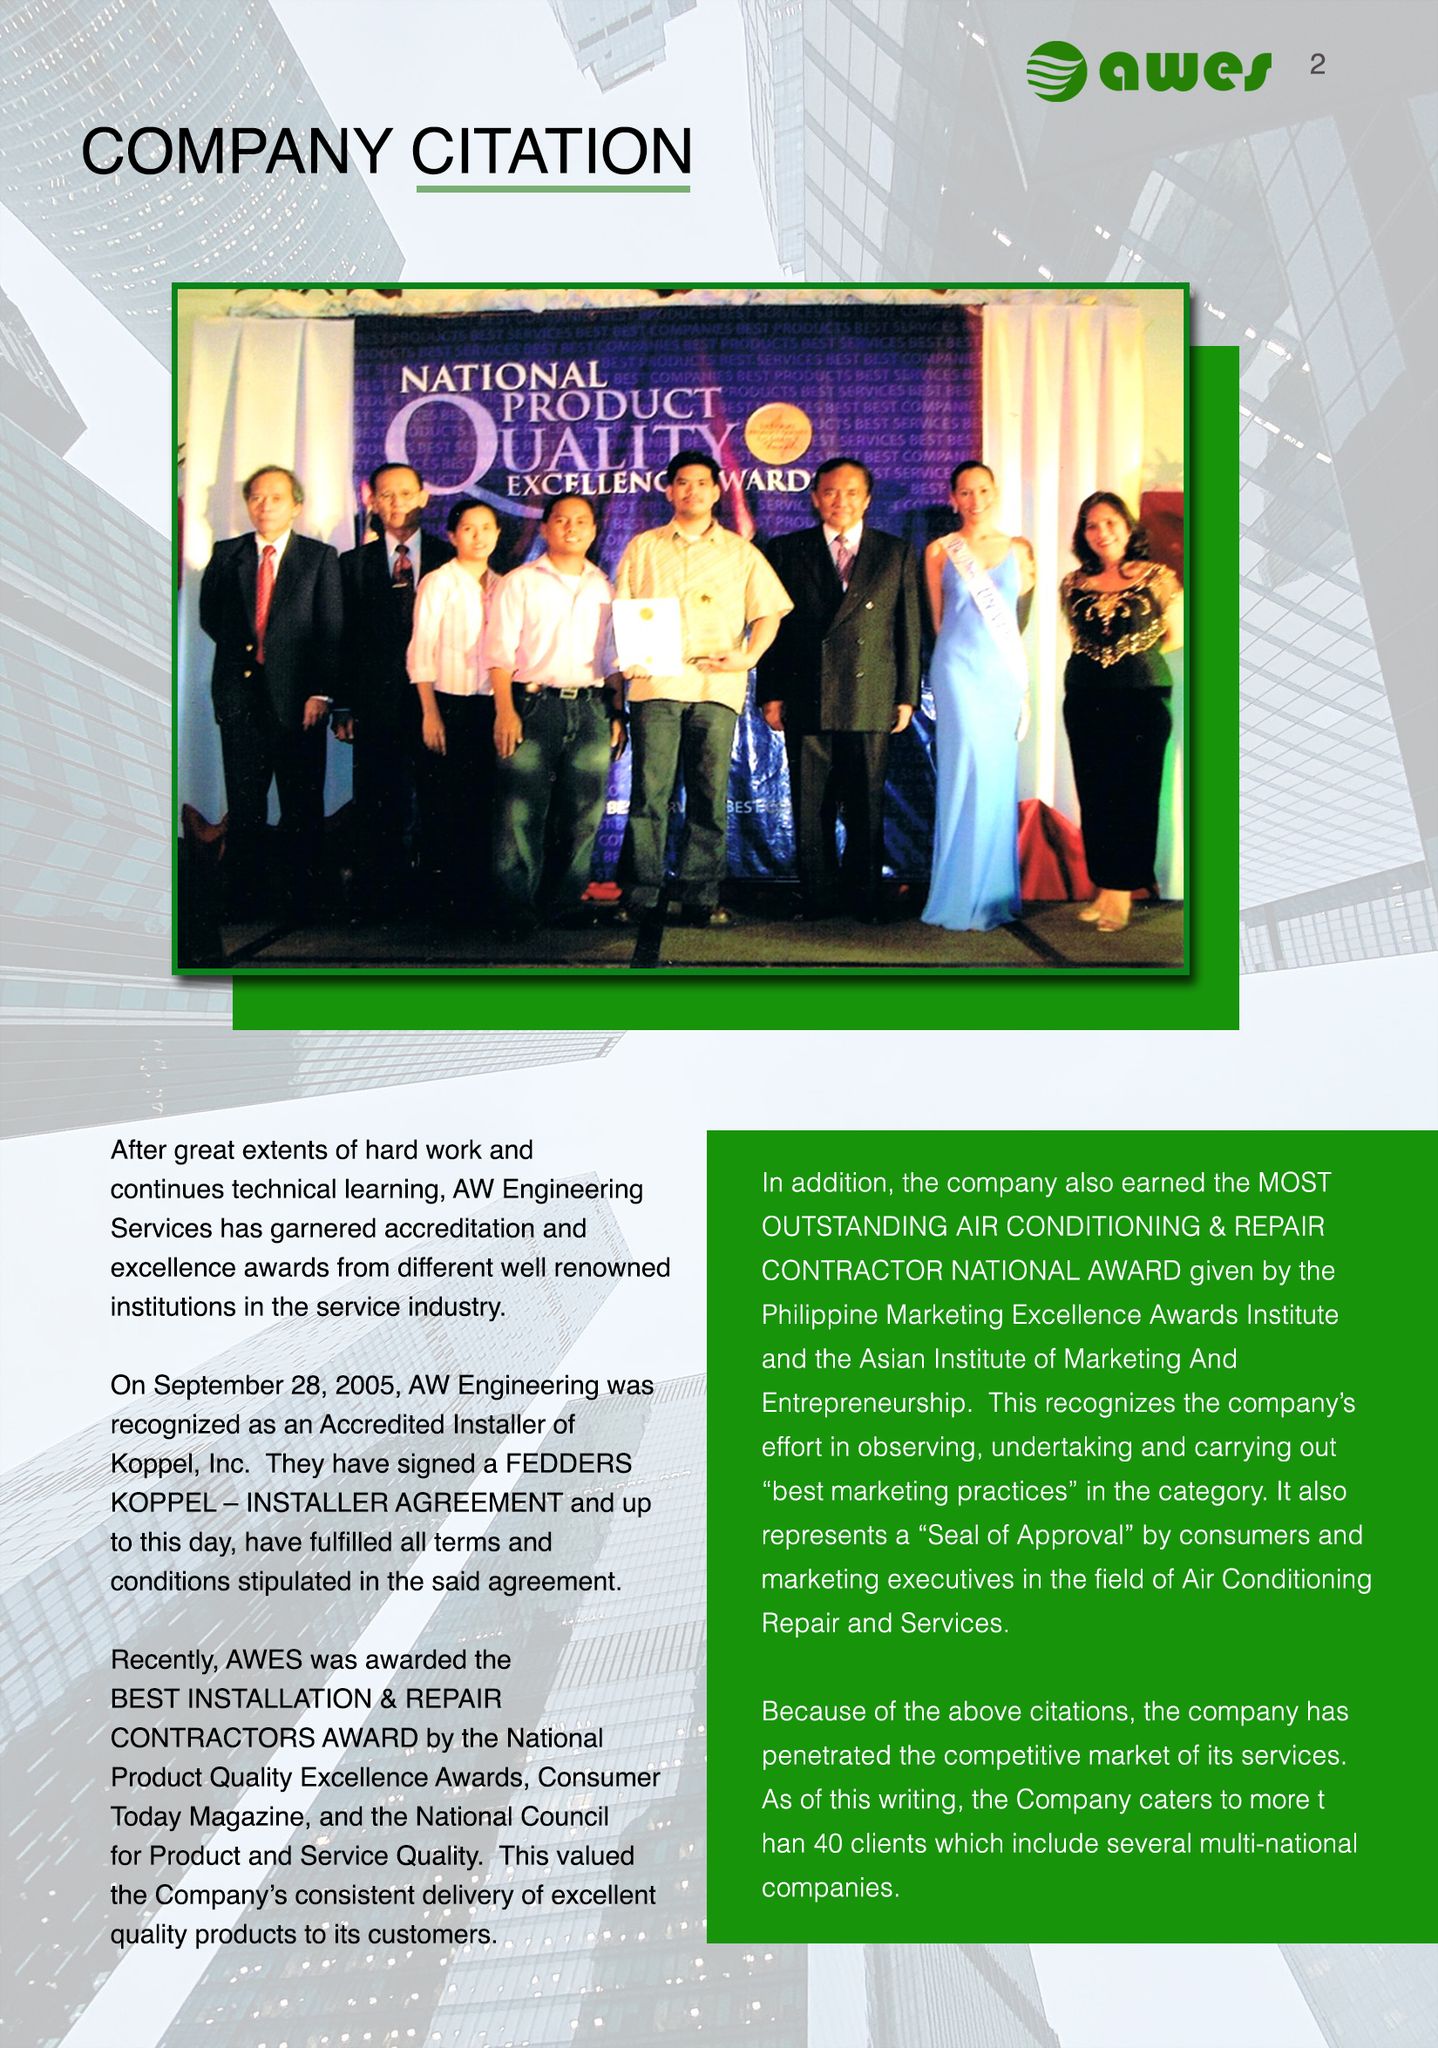 awes
2
COMPANY CITATION
NATIONAL
PRODUCT
QUALITY
After great extents of hard work and
continues technical learning, AW Engineering
Services has garnered accreditation and
excellence awards from different well renowned
institutions in the service industry.
On September 28, 2005, AW Engineering was
recognized as an Accredited Installer of
Koppel, Inc.  They have signed a FEDDERS
KOPPEL – INSTALLER AGREEMENT and up
to this day, have fulfilled all terms and
conditions stipulated in the said agreement.
Recently, AWES was awarded the
BEST INSTALLATION & REPAIR
CONTRACTORS AWARD by the National
Product Quality Excellence Awards, Consumer
Today Magazine, and the National Council
for Product and Service Quality.  This valued
the Company's consistent delivery of excellent
quality products to its customers.
In addition, the company also earned the MOST
OUTSTANDING AIR CONDITIONING & REPAIR
CONTRACTOR NATIONAL AWARD given by the
Philippine Marketing Excellence Awards Institute
and the Asian Institute of Marketing And
Entrepreneurship.  This recognizes the company's
effort in observing, undertaking and carrying out
“best marketing practices” in the category. It also
represents a “Seal of Approval” by consumers and
marketing executives in the field of Air Conditioning
Repair and Services.
Because of the above citations, the company has
penetrated the competitive market of its services.
As of this writing, the Company caters to more t
han 40 clients which include several multi-national
companies.